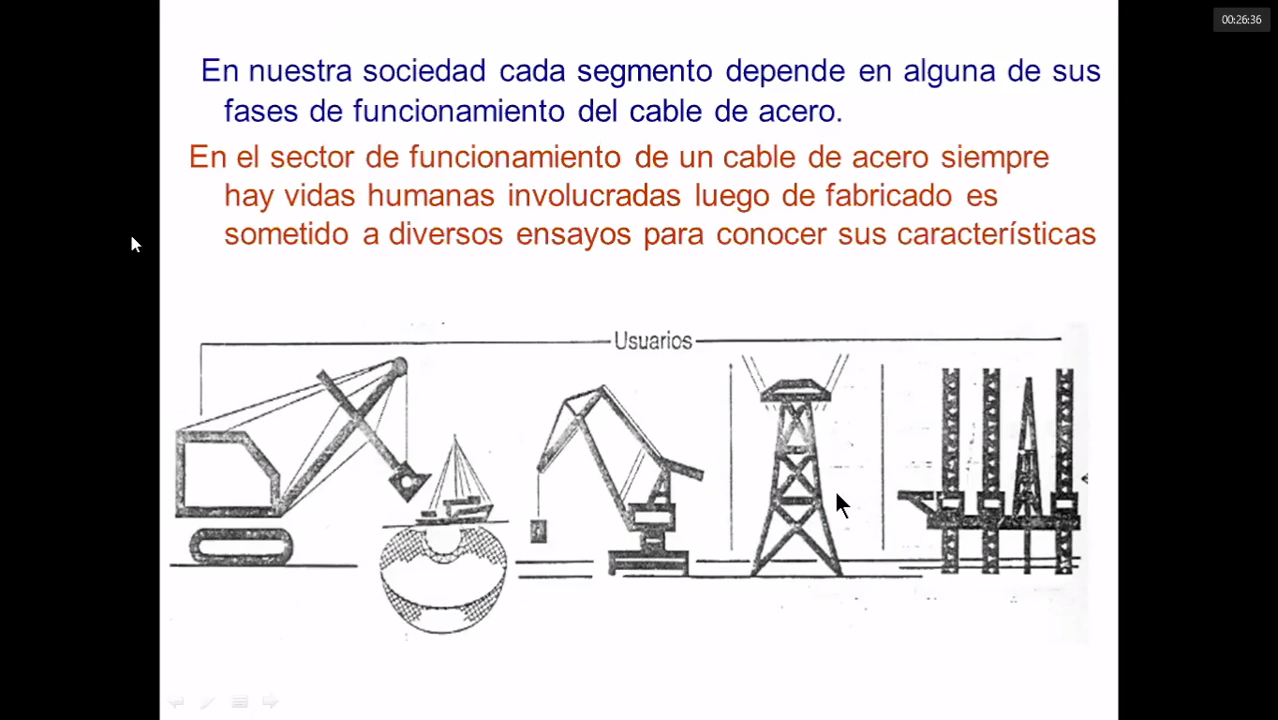 00:26:36
En nuestra sociedad cada segmento depende en alguna de sus
fases de funcionamiento del cable de acero.
En el sector de funcionamiento de un cable de acero siempre
hay vidas humanas involucradas luego de fabricado es
sometido a diversos ensayos para conocer sus características
Usuarios